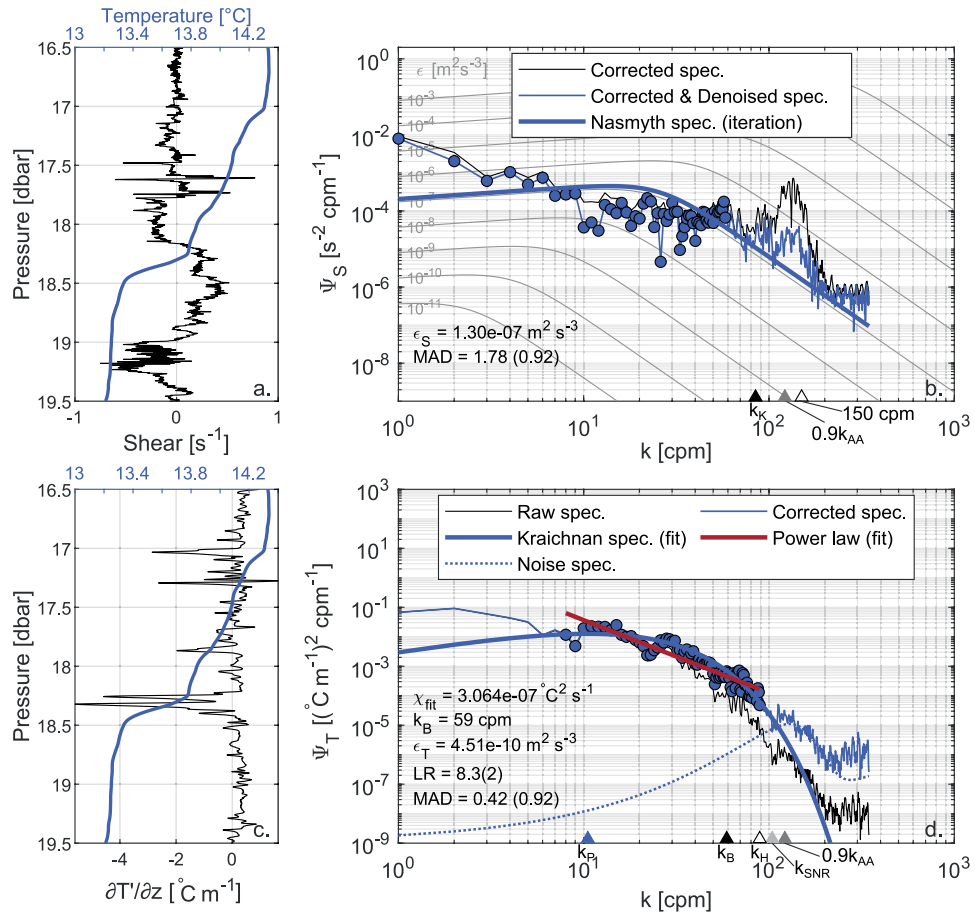 Temperature [°C]
13 13.4 13.8 14.2
16.5
17
17.5
18
18.5
19
19.5
Pressure [dbar]
-1 0 1
Shear [s⁻¹]
a.
10⁰
10⁻²
10⁻⁴
10⁻⁶
10⁻⁸
Ψ_S [s⁻² cpm⁻¹]
ϵ [m²s⁻³]
Corrected spec.
Corrected & Denoised spec.
Nasmyth spec. (iteration)
10⁻³
10⁻⁴
10⁻⁵
10⁻⁶
10⁻⁷
10⁻⁸
10⁻⁹
10⁻¹⁰
10⁻¹¹
ϵ_S = 1.30e-07 m² s⁻³
MAD = 1.78 (0.92)
b.
k_K
150 cpm
0.9k_AA
10⁰ 10¹ 10² 10³
k [cpm]
13 13.4 13.8 14.2
16.5
17
17.5
18
18.5
19
19.5
Pressure [dbar]
-4 -2 0
∂T'/∂z [°C m⁻¹]
c.
10³
10¹
10⁻¹
10⁻³
10⁻⁵
10⁻⁷
10⁻⁹
Ψ_T [(°C m⁻¹)² cpm⁻¹]
Raw spec. Corrected spec.
Kraichnan spec. (fit) Power law (fit)
Noise spec.
χ_fit = 3.064e-07 °C² s⁻¹
k_B = 59 cpm
ϵ_T = 4.51e-10 m² s⁻³
LR = 8.3(2)
MAD = 0.42 (0.92)
d.
k_P k_B k_H 0.9k_AA
k_SNR
10⁰ 10¹ 10² 10³
k [cpm]